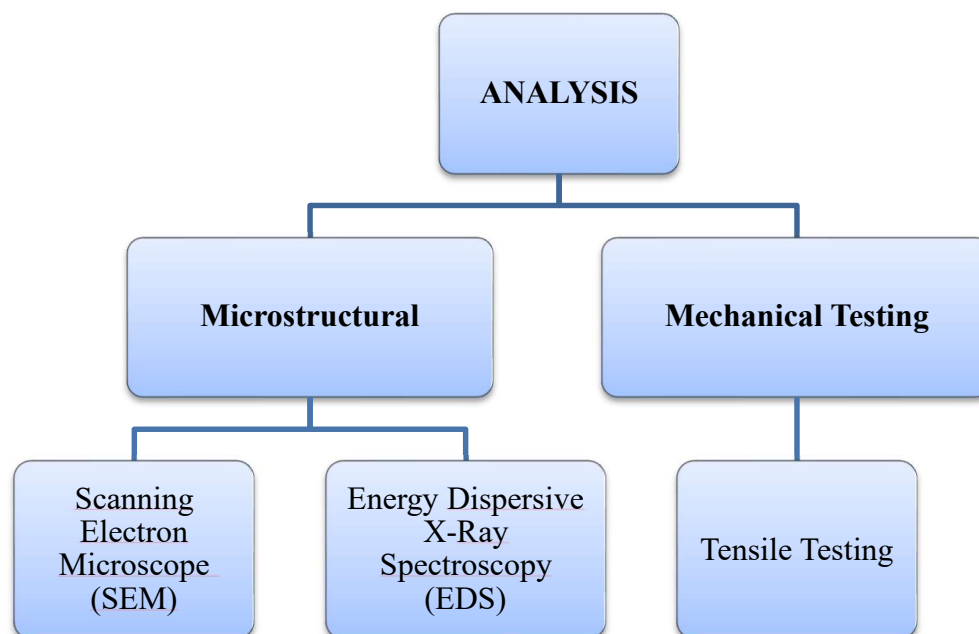 ANALYSIS
Microstructural
Mechanical Testing
Scanning
Electron
Microscope
(SEM)
Energy Dispersive
X-Ray
Spectroscopy
(EDS)
Tensile Testing